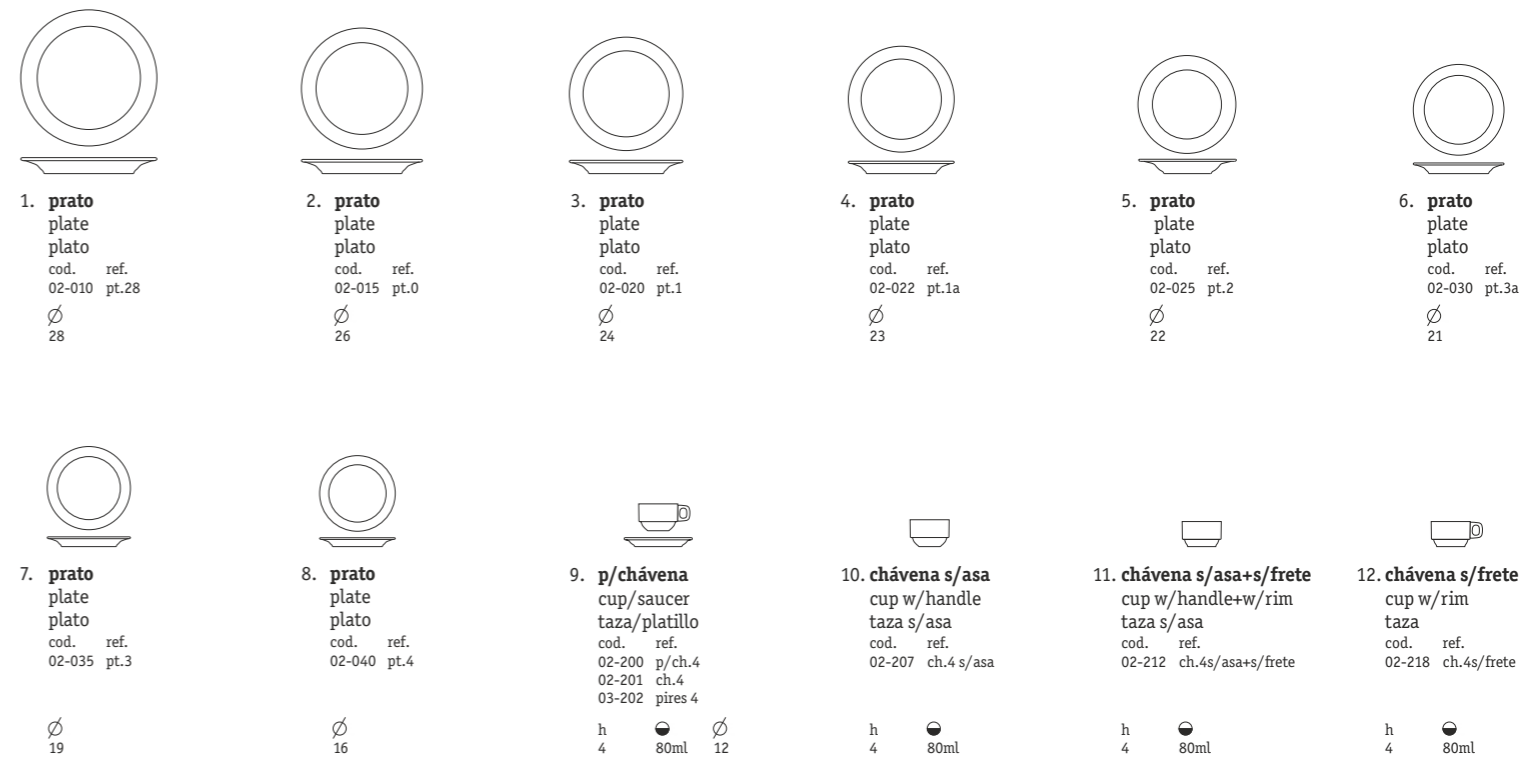 1. prato
plate
plato
cod. ref.
02-010 pt.28
∅
28
2. prato
plate
plato
cod. ref.
02-015 pt.0
∅
26
3. prato
plate
plato
cod. ref.
02-020 pt.1
∅
24
4. prato
plate
plato
cod. ref.
02-022 pt.1a
∅
23
5. prato
plate
plato
cod. ref.
02-025 pt.2
∅
22
6. prato
plate
plato
cod. ref.
02-030 pt.3a
∅
21
7. prato
plate
plato
cod. ref.
02-035 pt.3
∅
19
8. prato
plate
plato
cod. ref.
02-040 pt.4
∅
16
9. p/chávena
cup/saucer
taza/platillo
cod. ref.
02-200 p/ch.4
02-201 ch.4
03-202 pires 4
h ∅
4 80ml 12
10. chávena s/asa
cup w/handle
taza s/asa
cod. ref.
02-207 ch.4 s/asa
h
4 80ml
11. chávena s/asa+s/frete
cup w/handle+w/rim
taza s/asa
cod. ref.
02-212 ch.4s/asa+s/frete
h
4 80ml
12. chávena s/frete
cup w/rim
taza
cod. ref.
02-218 ch.4s/frete
h
4 80ml